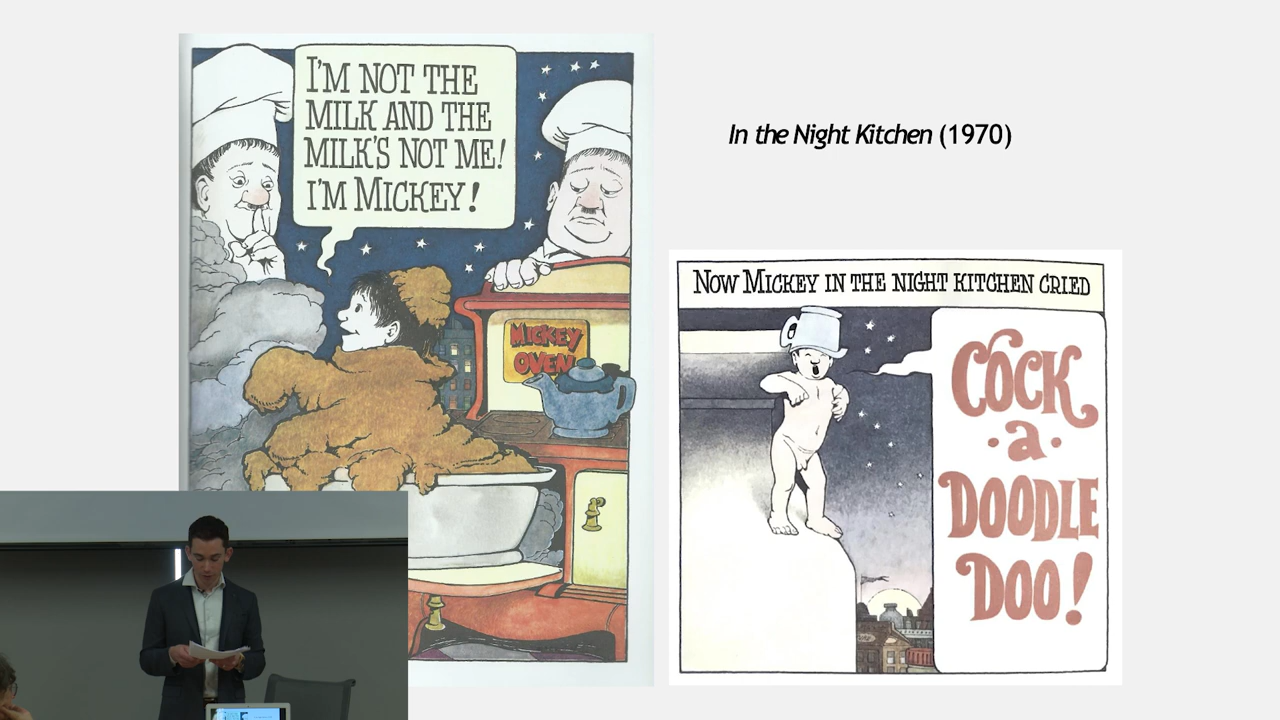 I'M NOT THE
MILK AND THE
MILK'S NOT ME!
I'M MICKEY!
MICKEY
OVEN
In the Night Kitchen (1970)
NOW MICKEY IN THE NIGHT KITCHEN CRIED
COCK
·a·
DOODLE
DOO!